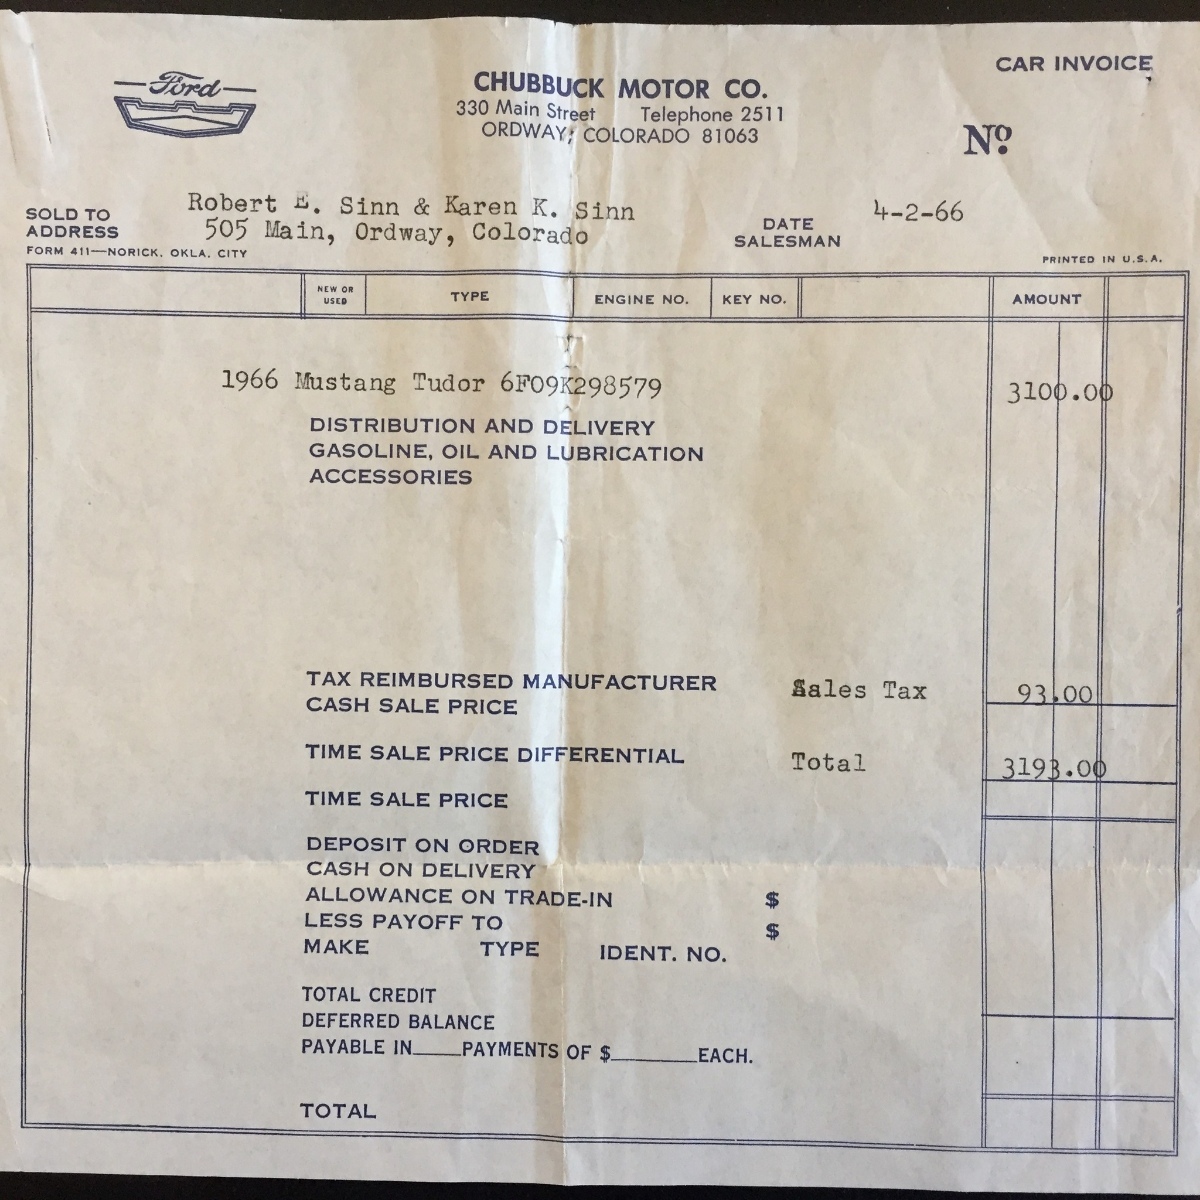 CAR INVOICE
Ford
CHUBBUCK MOTOR CO.
330 Main Street Telephone 2511
ORDWAY, COLORADO 81063
Nº
SOLD TO Robert E. Sinn & Karen K. Sinn DATE 4-2-66
ADDRESS 505 Main, Ordway, Colorado SALESMAN
FORM 411—NORICK, OKLA. CITY PRINTED IN U.S.A.
NEW OR USED TYPE ENGINE NO. KEY NO. AMOUNT
1966 Mustang Tudor 6F09K298579 3100.00
DISTRIBUTION AND DELIVERY
GASOLINE, OIL AND LUBRICATION
ACCESSORIES
TAX REIMBURSED MANUFACTURER Sales Tax 93.00
CASH SALE PRICE
TIME SALE PRICE DIFFERENTIAL Total 3193.00
TIME SALE PRICE
DEPOSIT ON ORDER
CASH ON DELIVERY
ALLOWANCE ON TRADE-IN $
LESS PAYOFF TO $
MAKE TYPE IDENT. NO.
TOTAL CREDIT
DEFERRED BALANCE
PAYABLE IN____PAYMENTS OF $________EACH.
TOTAL